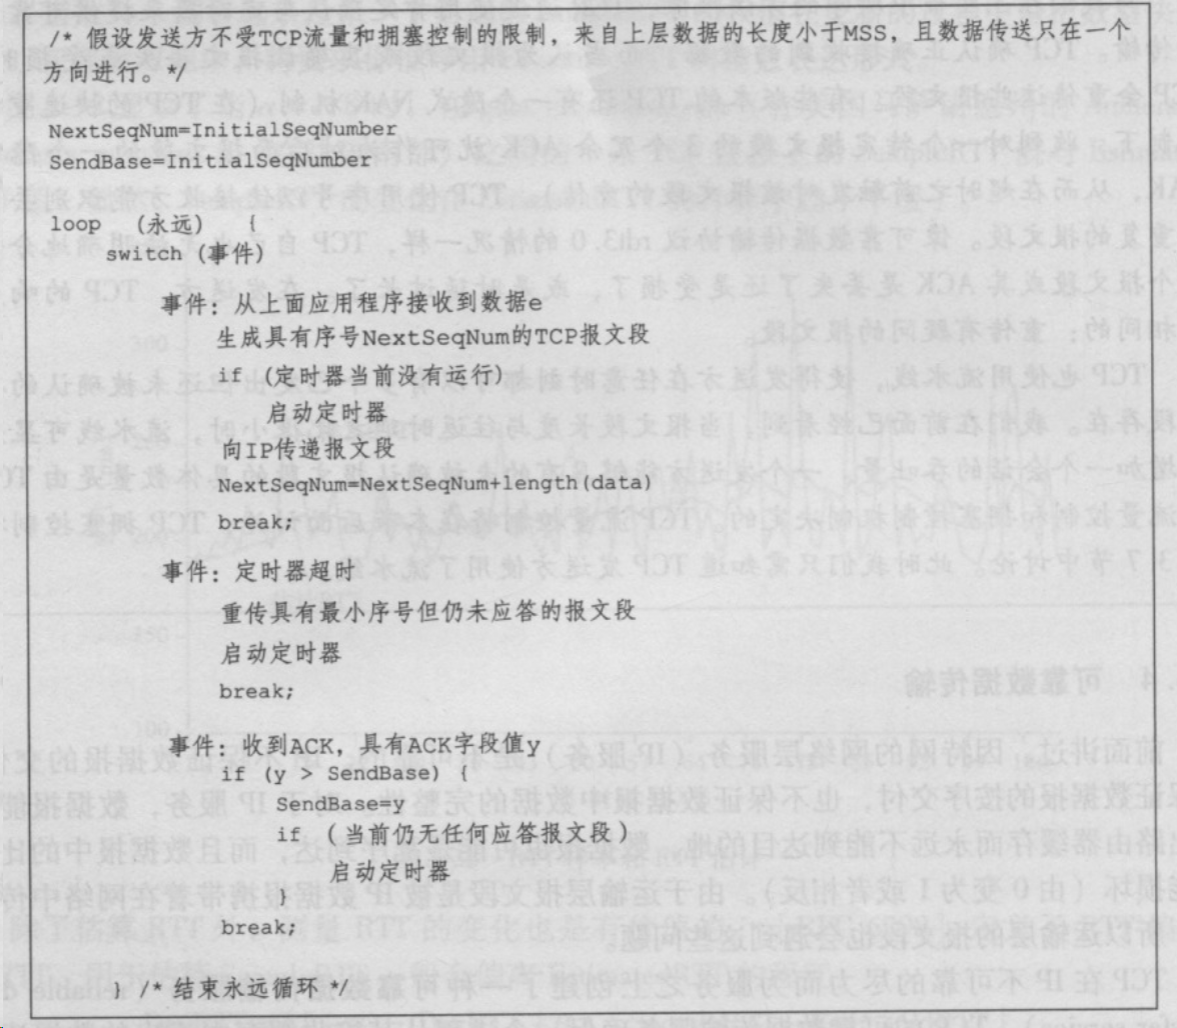 /* 假设发送方不受TCP流量和拥塞控制的限制，来自上层数据的长度小于MSS，且数据传送只在一个
方向进行。*/
NextSeqNum=InitialSeqNumber
SendBase=InitialSeqNumber
loop (永远) {
switch (事件)
事件：从上面应用程序接收到数据e
生成具有序号NextSeqNum的TCP报文段
if (定时器当前没有运行)
启动定时器
向IP传递报文段
NextSeqNum=NextSeqNum+length(data)
break;
事件：定时器超时
重传具有最小序号但仍未应答的报文段
启动定时器
break;
事件：收到ACK，具有ACK字段值y
if (y > SendBase) {
SendBase=y
if (当前仍无任何应答报文段)
启动定时器
}
break;
} /* 结束永远循环 */